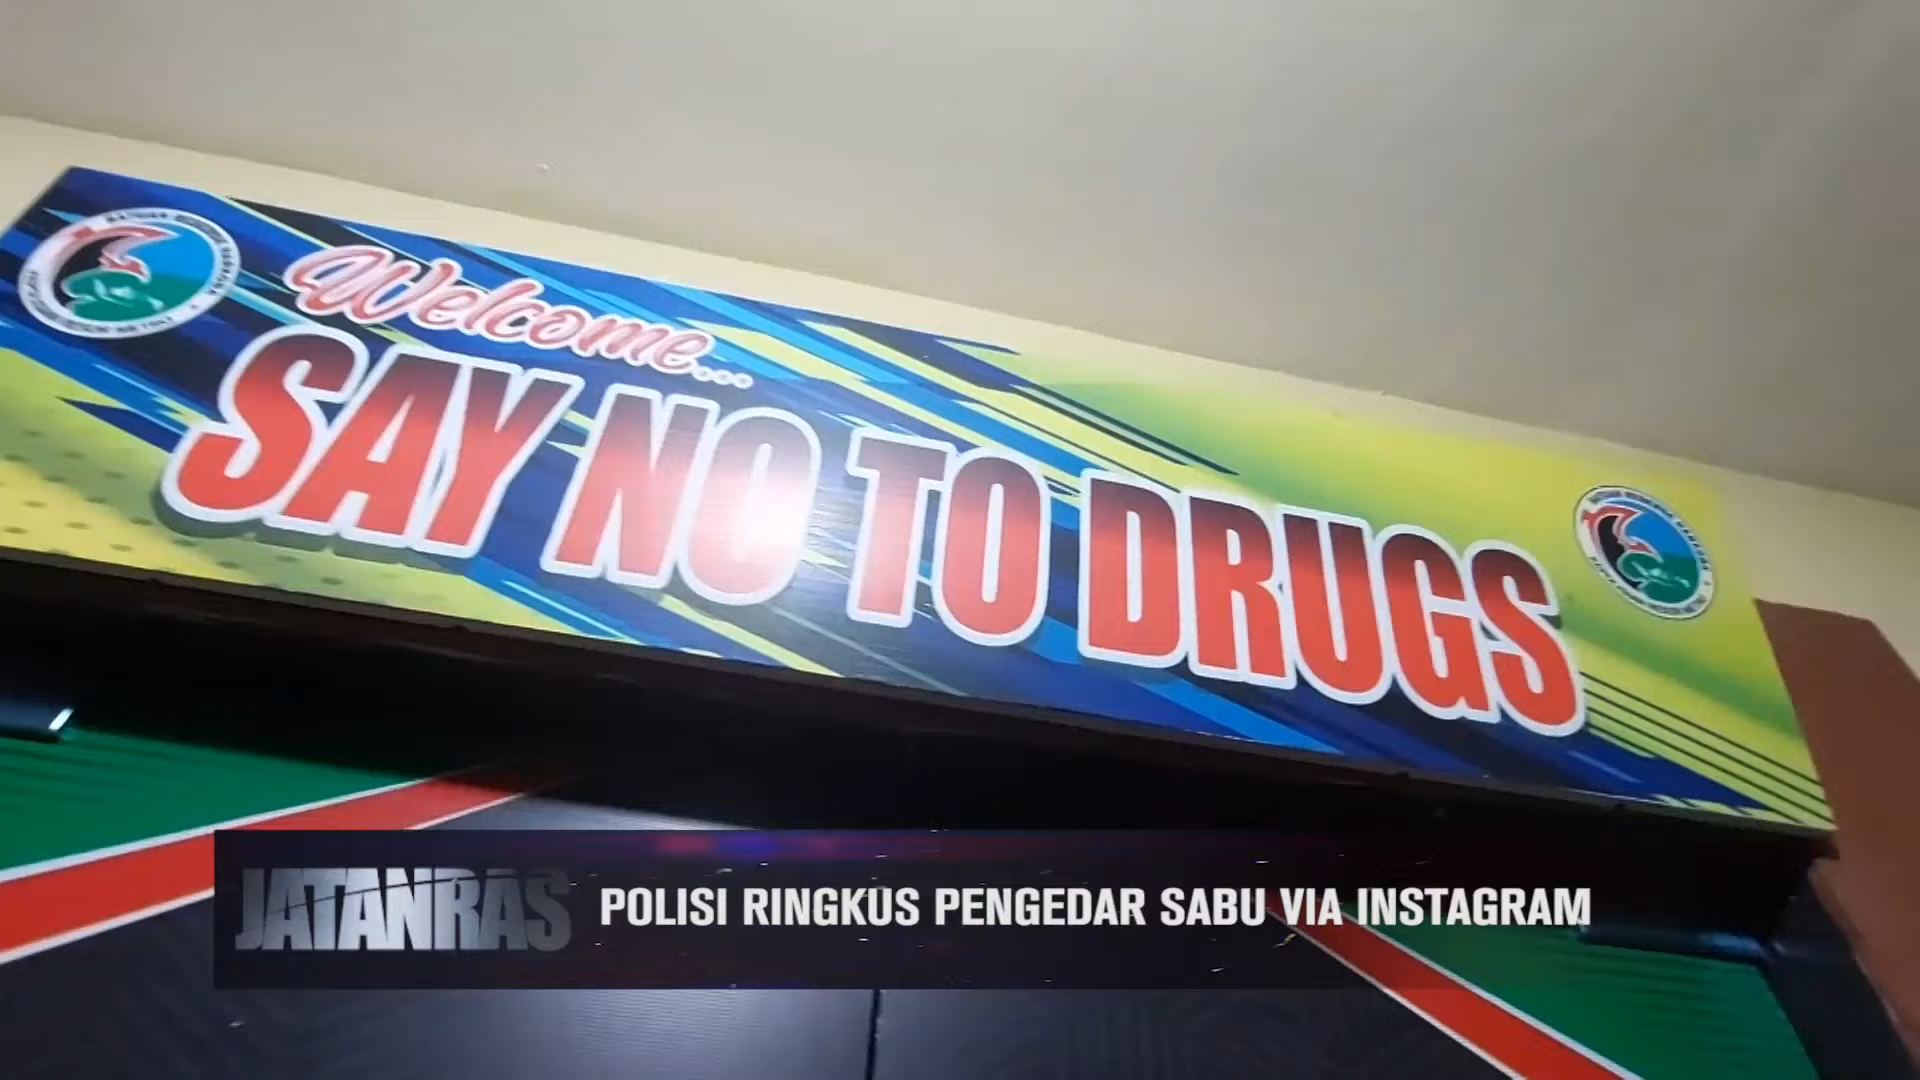 Welcome...
SAY NO TO DRUGS
JATANRAS
POLISI RINGKUS PENGEDAR SABU VIA INSTAGRAM